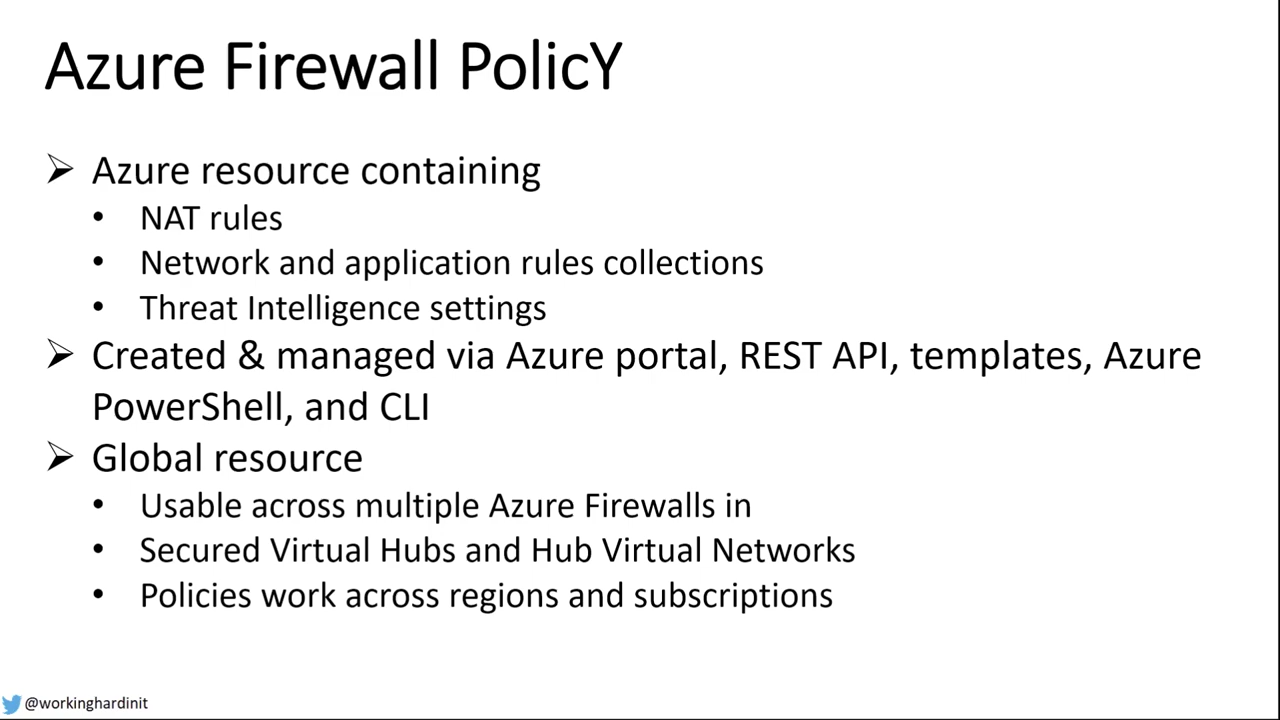 Azure Firewall PolicY
➢ Azure resource containing
• NAT rules
• Network and application rules collections
• Threat Intelligence settings
➢ Created & managed via Azure portal, REST API, templates, Azure
PowerShell, and CLI
➢ Global resource
• Usable across multiple Azure Firewalls in
• Secured Virtual Hubs and Hub Virtual Networks
• Policies work across regions and subscriptions
@workinghardinit